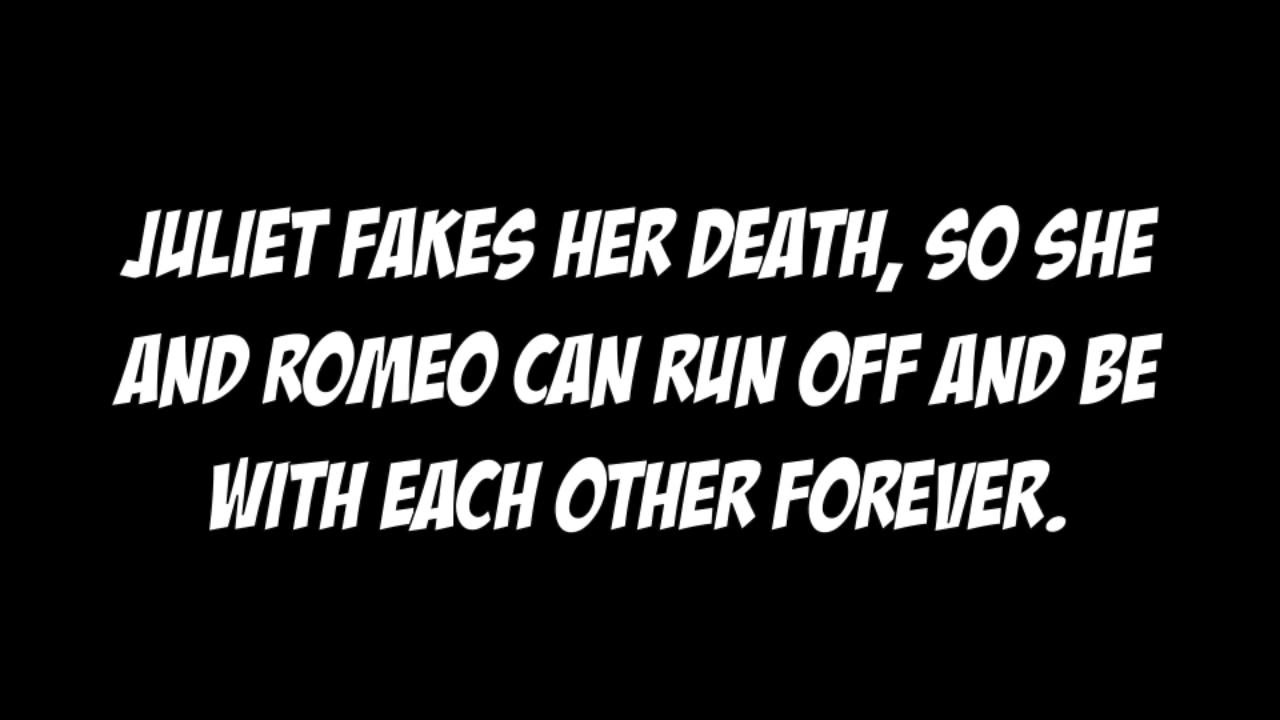 JULIET FAKES HER DEATH, SO SHE
AND ROMEO CAN RUN OFF AND BE
WITH EACH OTHER FOREVER.